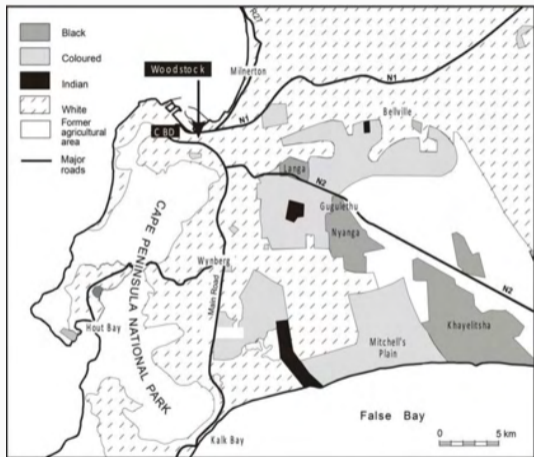 Black
Coloured
Indian
White
Former
agricultural
area
Major
roads
R27
Woodstock
Milnerton
N1
Bellville
CBD
N1
Langa
N2
Gugulethu
Nyanga
CAPE PENINSULA NATIONAL PARK
Wynberg
Main Road
N2
Hout Bay
Khayelitsha
Mitchell's
Plain
False Bay
Kalk Bay
0 5 km